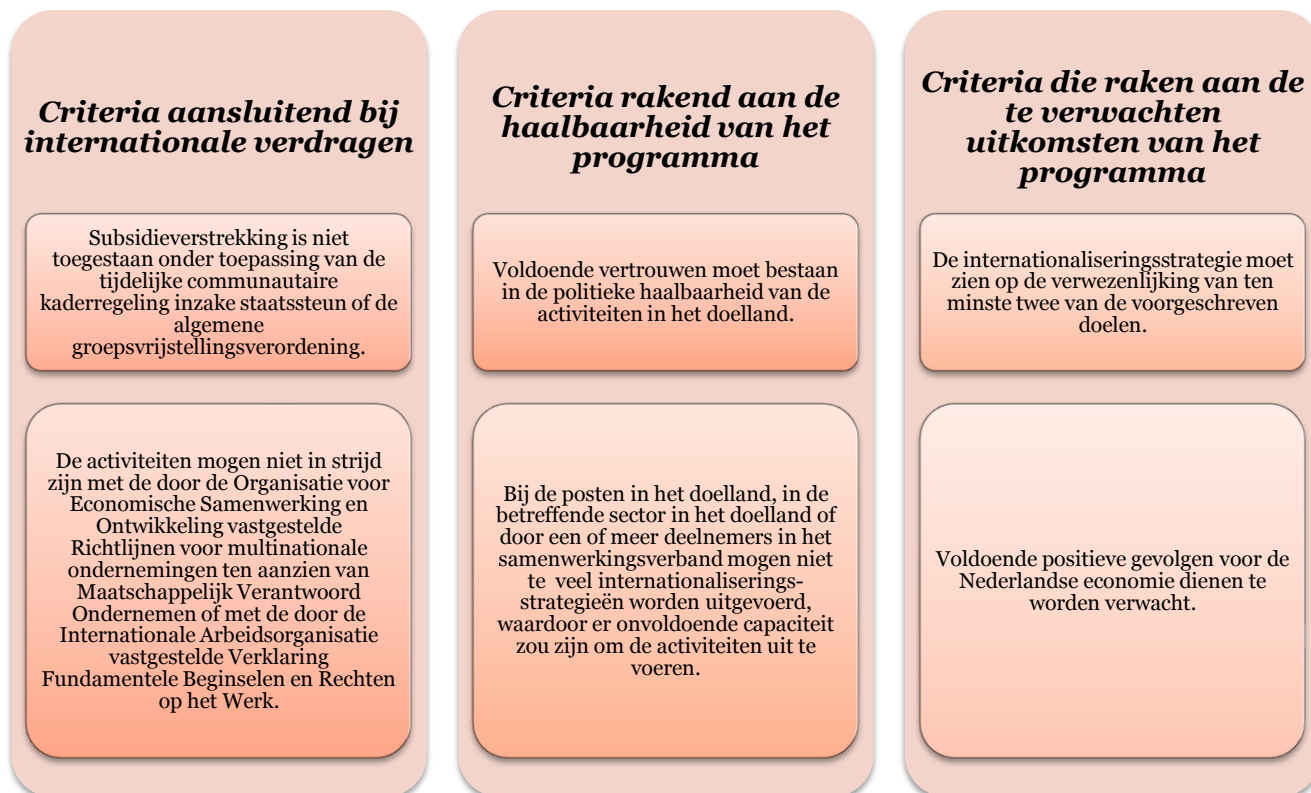 Criteria aansluitend bij
internationale verdragen
Subsidieverstrekking is niet
toegestaan onder toepassing van de
tijdelijke communautaire
kaderregeling inzake staatssteun of de
algemene
groepsvrijstellingsverordening.
De activiteiten mogen niet in strijd
zijn met de door de Organisatie voor
Economische Samenwerking en
Ontwikkeling vastgestelde
Richtlijnen voor multinationale
ondernemingen ten aanzien van
Maatschappelijk Verantwoord
Ondernemen of met de door de
Internationale Arbeidsorganisatie
vastgestelde Verklaring
Fundamentele Beginselen en Rechten
op het Werk.
Criteria rakend aan de
haalbaarheid van het
programma
Voldoende vertrouwen moet bestaan
in de politieke haalbaarheid van de
activiteiten in het doelland.
Bij de posten in het doelland, in de
betreffende sector in het doelland of
door een of meer deelnemers in het
samenwerkingsverband mogen niet
te veel internationaliserings-
strategieën worden uitgevoerd,
waardoor er onvoldoende capaciteit
zou zijn om de activiteiten uit te
voeren.
Criteria die raken aan de
te verwachten
uitkomsten van het
programma
De internationaliseringsstrategie moet
zien op de verwezenlijking van ten
minste twee van de voorgeschreven
doelen.
Voldoende positieve gevolgen voor de
Nederlandse economie dienen te
worden verwacht.